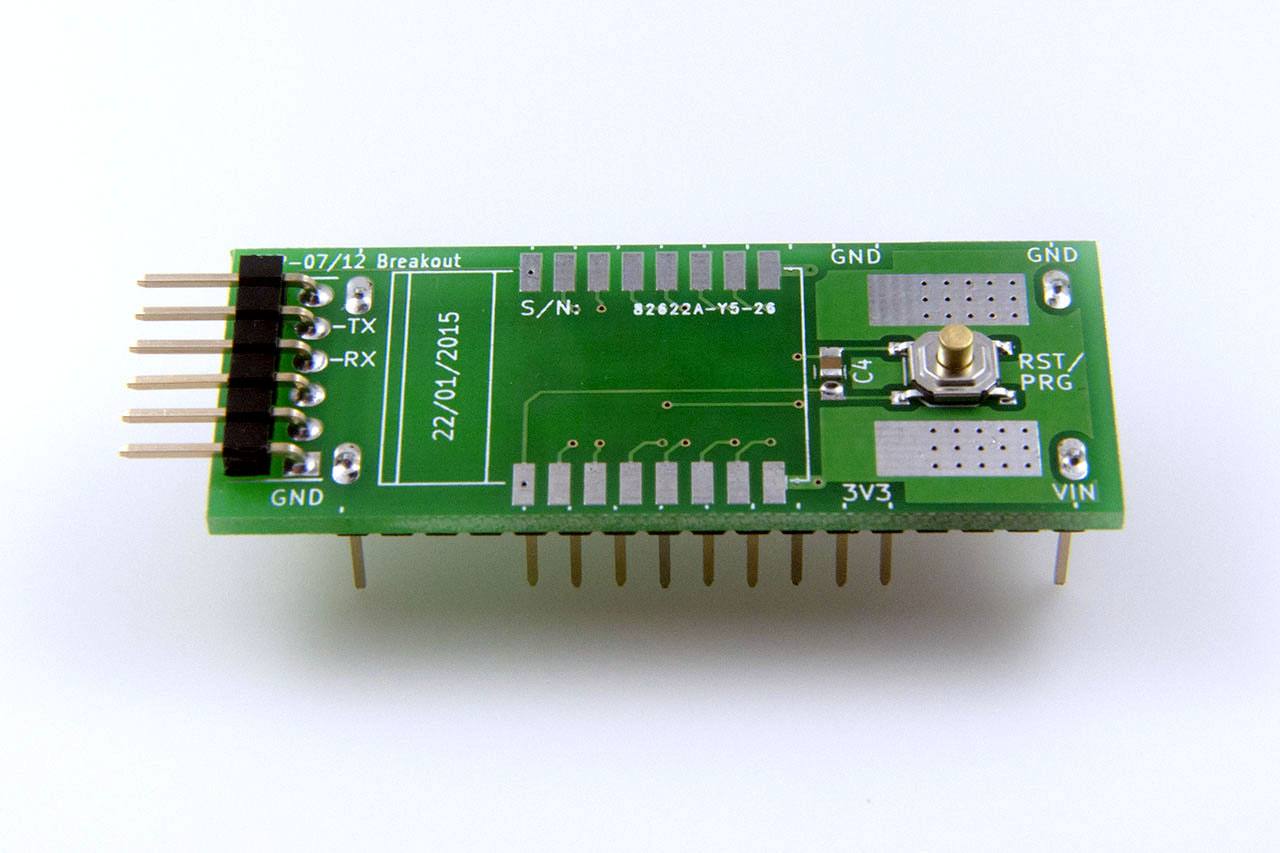 -07/12 Breakout
GND
GND
S/N:
82622A-Y5-26
-TX
-RX
22/01/2015
C4
RST/
PRG
GND
3V3
VIN